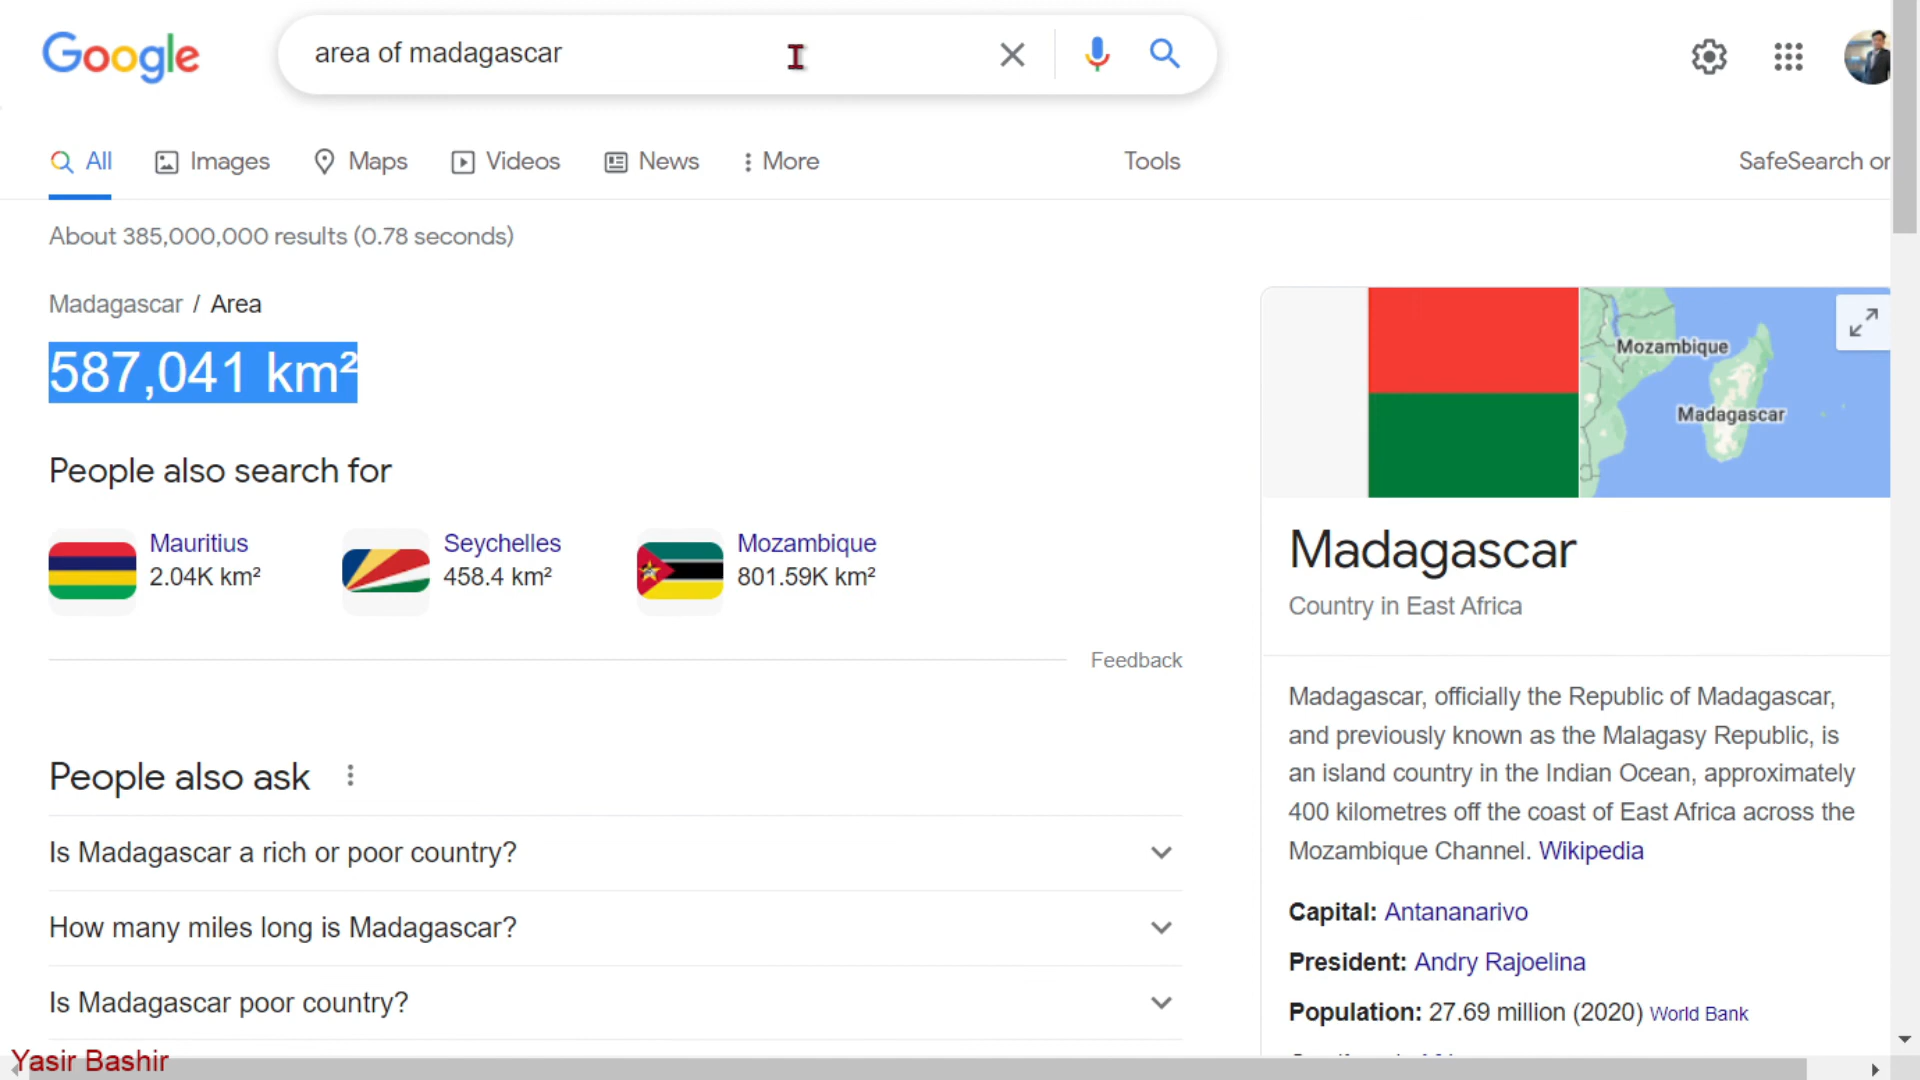 Google
area of madagascar
All
Images
Maps
Videos
News
More
Tools
SafeSearch or
About 385,000,000 results (0.78 seconds)
Madagascar / Area
587,041 km²
People also search for
Mauritius
2.04K km²
Seychelles
458.4 km²
Mozambique
801.59K km²
Feedback
People also ask
Is Madagascar a rich or poor country?
How many miles long is Madagascar?
Is Madagascar poor country?
Mozambique
Madagascar
Madagascar
Country in East Africa
Madagascar, officially the Republic of Madagascar,
and previously known as the Malagasy Republic, is
an island country in the Indian Ocean, approximately
400 kilometres off the coast of East Africa across the
Mozambique Channel. Wikipedia
Capital: Antananarivo
President: Andry Rajoelina
Population: 27.69 million (2020) World Bank
Yasir Bashir